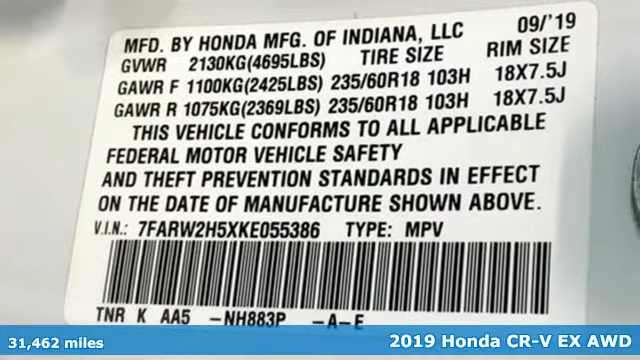 MFD. BY HONDA MFG. OF INDIANA, LLC 09/'19
GVWR 2130KG(4695LBS) TIRE SIZE RIM SIZE
GAWR F 1100KG(2425LBS) 235/60R18 103H 18X7.5J
GAWR R 1075KG(2369LBS) 235/60R18 103H 18X7.5J
THIS VEHICLE CONFORMS TO ALL APPLICABLE
FEDERAL MOTOR VEHICLE SAFETY
AND THEFT PREVENTION STANDARDS IN EFFECT
ON THE DATE OF MANUFACTURE SHOWN ABOVE.
V.I.N.: 7FARW2H5XKE055386 TYPE: MPV
TNR K AA5 -NH883P -A-E
31,462 miles 2019 Honda CR-V EX AWD